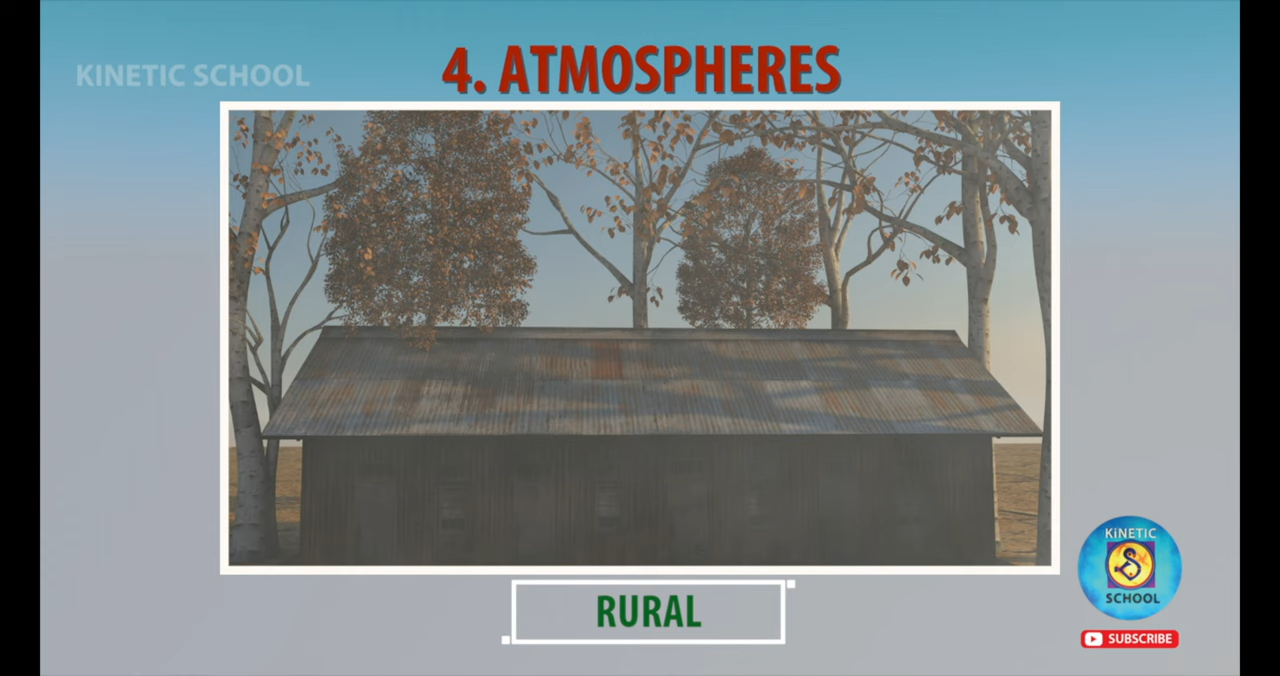 4. ATMOSPHERES
KINETIC SCHOOL
RURAL
KiNETIC
S
SCHOOL
SUBSCRIBE